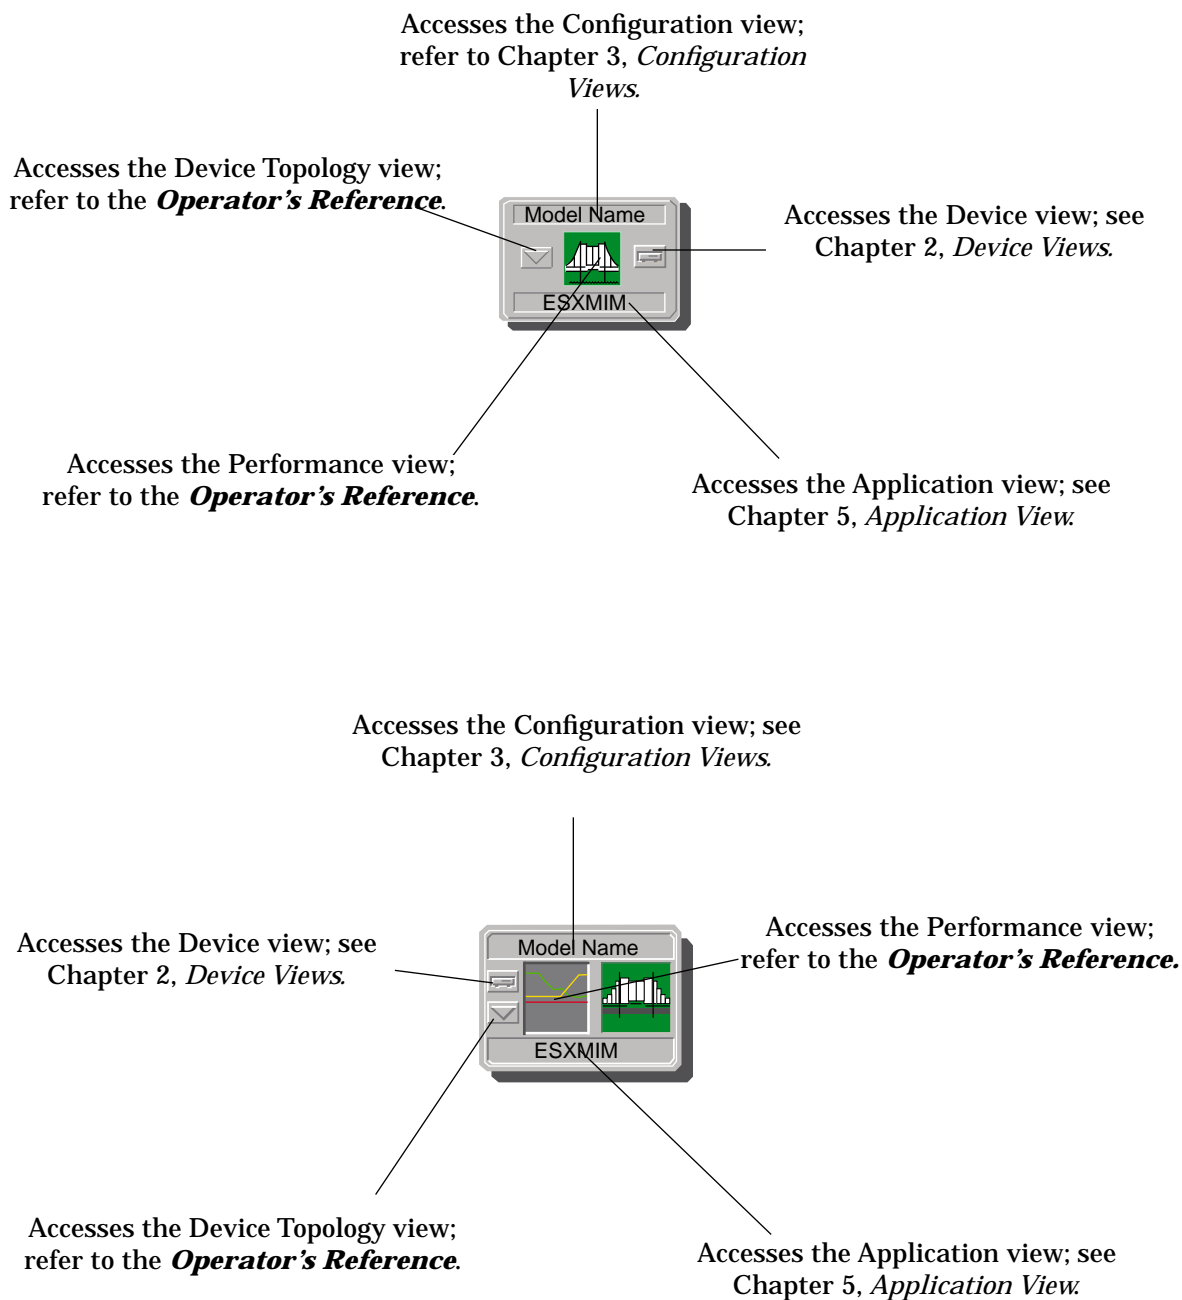 Accesses the Configuration view;
refer to Chapter 3, Configuration
Views.
Accesses the Device Topology view;
refer to the Operator's Reference.
Model Name
ESXMIM
Accesses the Device view; see
Chapter 2, Device Views.
Accesses the Performance view;
refer to the Operator's Reference.
Accesses the Application view; see
Chapter 5, Application View.
Accesses the Configuration view; see
Chapter 3, Configuration Views.
Accesses the Device view; see
Chapter 2, Device Views.
Model Name
ESXMIM
Accesses the Performance view;
refer to the Operator's Reference.
Accesses the Device Topology view;
refer to the Operator's Reference.
Accesses the Application view; see
Chapter 5, Application View.